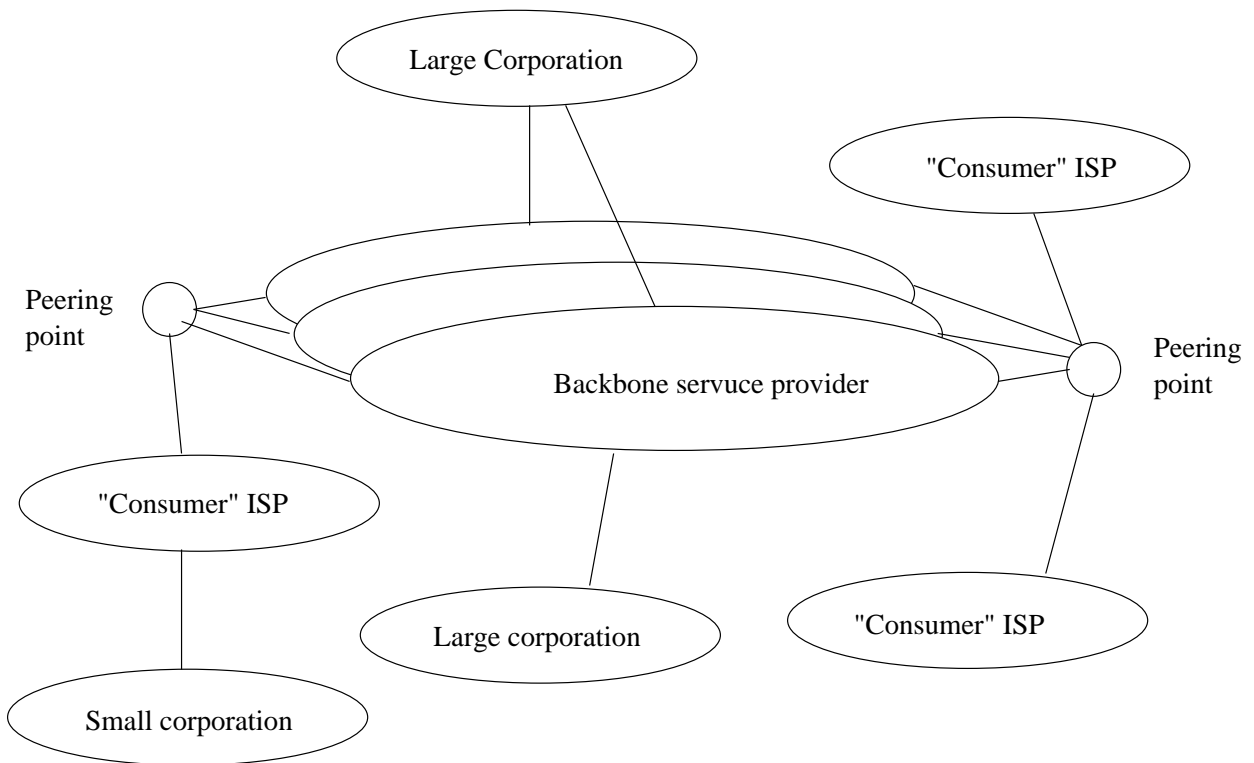 Large Corporation
"Consumer" ISP
Peering
point
Peering
point
Backbone servuce provider
"Consumer" ISP
Large corporation
"Consumer" ISP
Small corporation